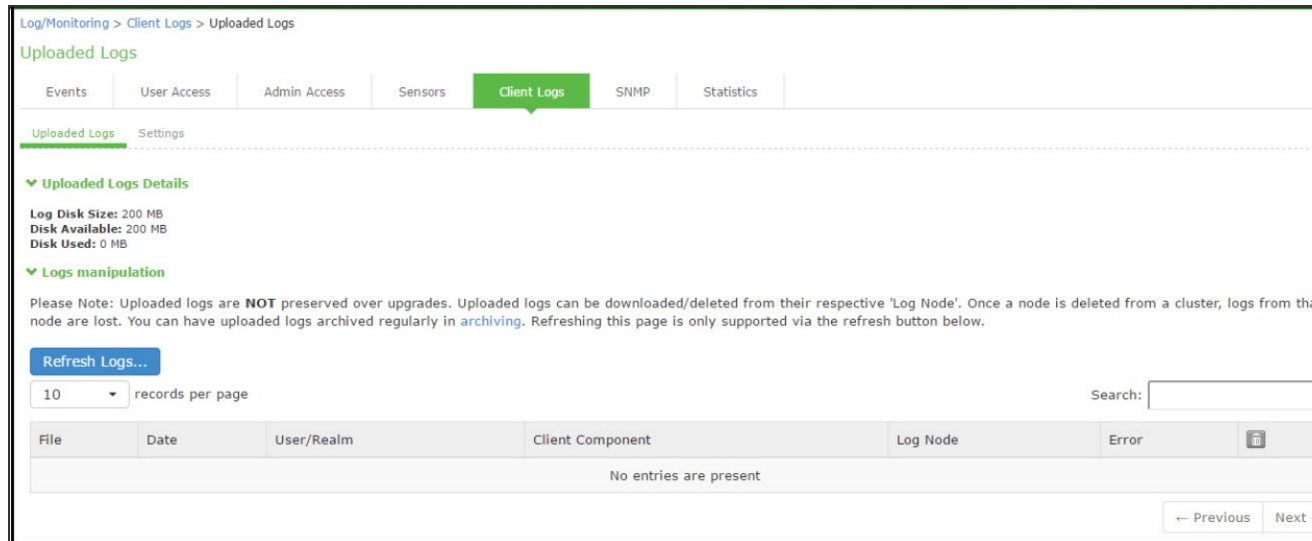 Log/Monitoring > Client Logs > Uploaded Logs
Uploaded Logs
Events User Access Admin Access Sensors Client Logs SNMP Statistics
Uploaded Logs Settings
Uploaded Logs Details
Log Disk Size: 200 MB
Disk Available: 200 MB
Disk Used: 0 MB
Logs manipulation
Please Note: Uploaded logs are NOT preserved over upgrades. Uploaded logs can be downloaded/deleted from their respective 'Log Node'. Once a node is deleted from a cluster, logs from tha
node are lost. You can have uploaded logs archived regularly in archiving. Refreshing this page is only supported via the refresh button below.
Refresh Logs...
10 records per page Search:
File Date User/Realm Client Component Log Node Error
No entries are present
← Previous Next